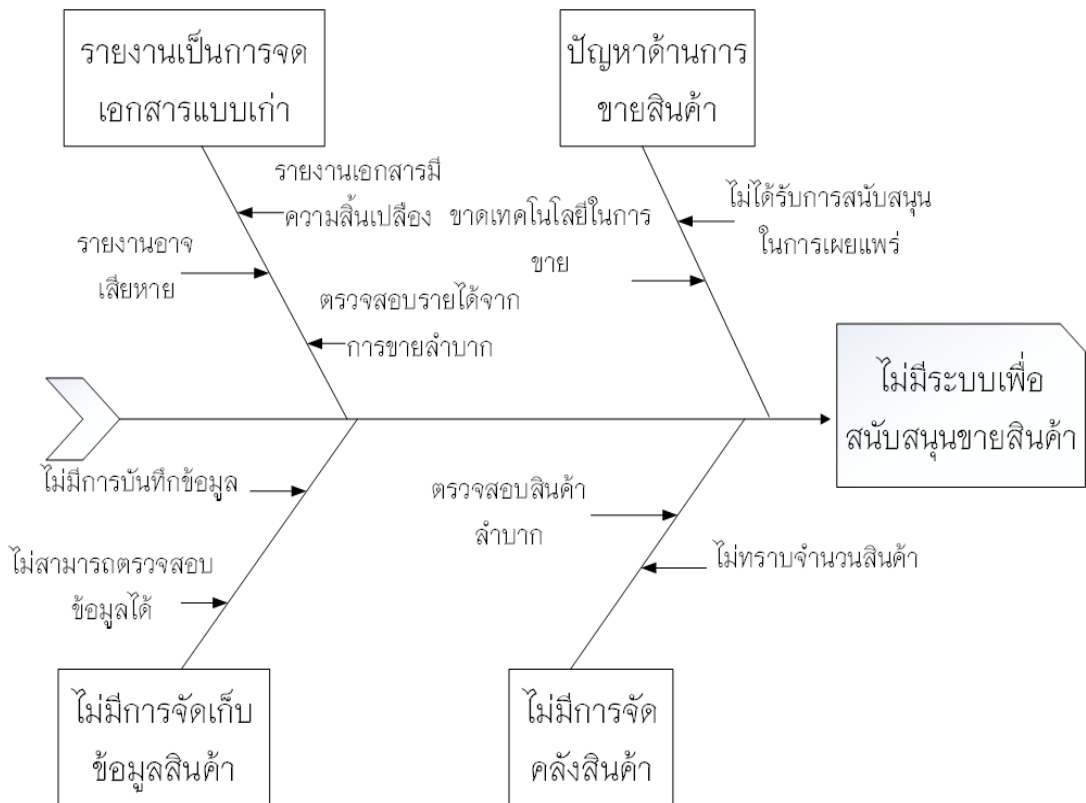 รายงานเป็นการจด
เอกสารแบบเก่า
ปัญหาด้านการ
ขายสินค้า
รายงานเอกสารมี
ความสิ้นเปลือง
รายงานอาจ
เสียหาย
ตรวจสอบรายได้จาก
การขายลำบาก
ขาดเทคโนโลยีในการ
ขาย
ไม่ได้รับการสนับสนุน
ในการเผยแพร่
ไม่มีระบบเพื่อ
สนับสนุนขายสินค้า
ไม่มีการบันทึกข้อมูล
ไม่สามารถตรวจสอบ
ข้อมูลได้
ตรวจสอบสินค้า
ลำบาก
ไม่ทราบจำนวนสินค้า
ไม่มีการจัดเก็บ
ข้อมูลสินค้า
ไม่มีการจัด
คลังสินค้า